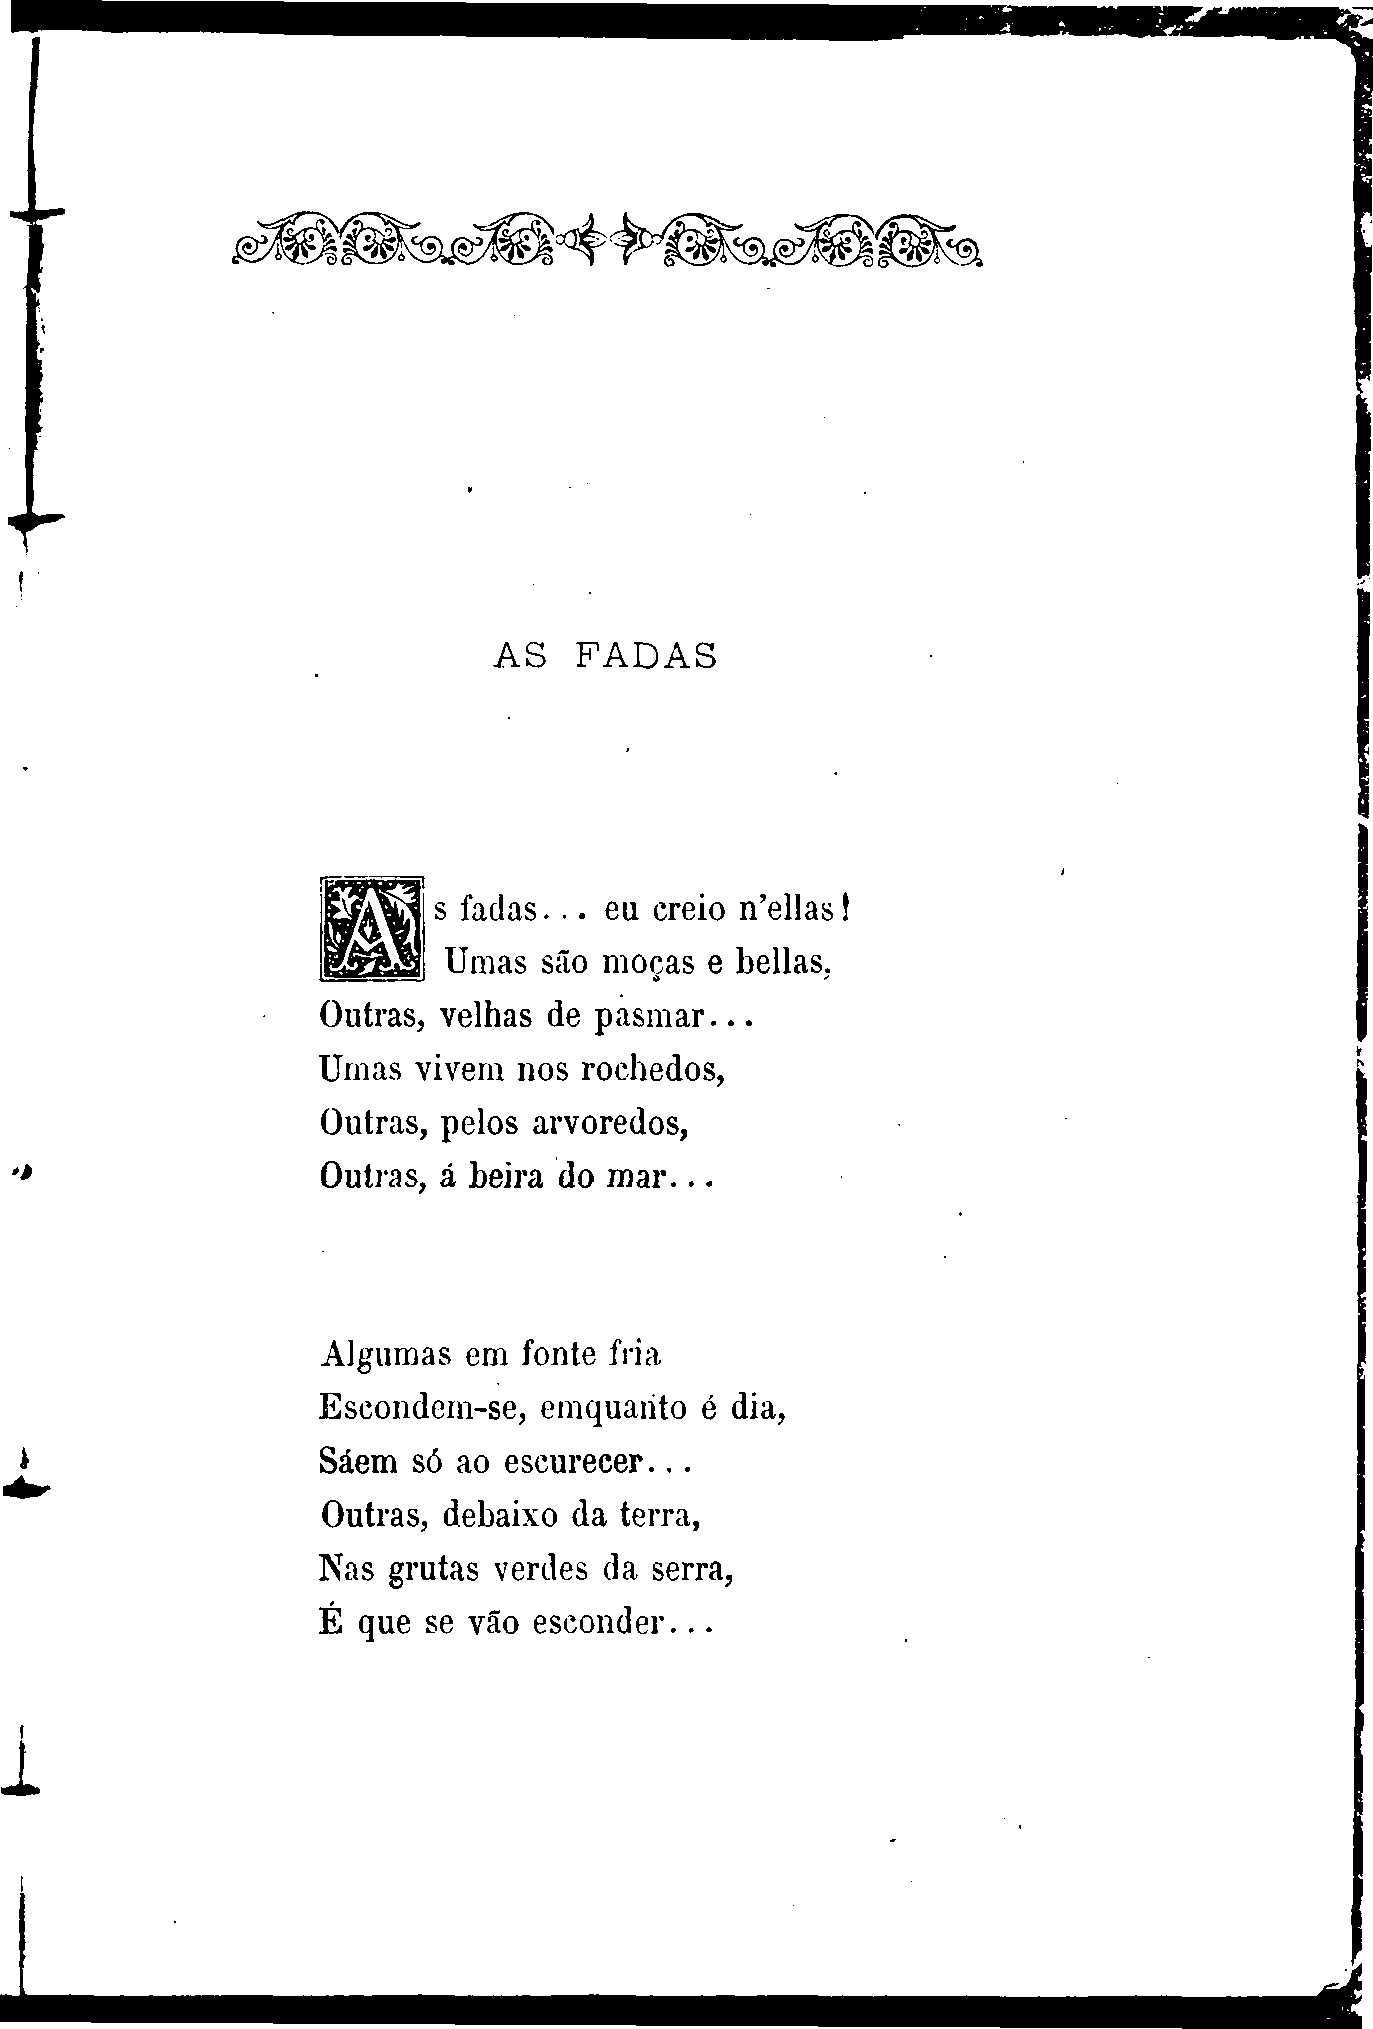 AS FADAS
As fadas... eu creio n'ellas!
Umas são moças e bellas,
Outras, velhas de pasmar...
Umas vivem nos rochedos,
Outras, pelos arvoredos,
Outras, á beira do mar...
Algumas em fonte fria
Escondem-se, emquanto é dia,
Sáem só ao escurecer...
Outras, debaixo da terra,
Nas grutas verdes da serra,
É que se vão esconder...